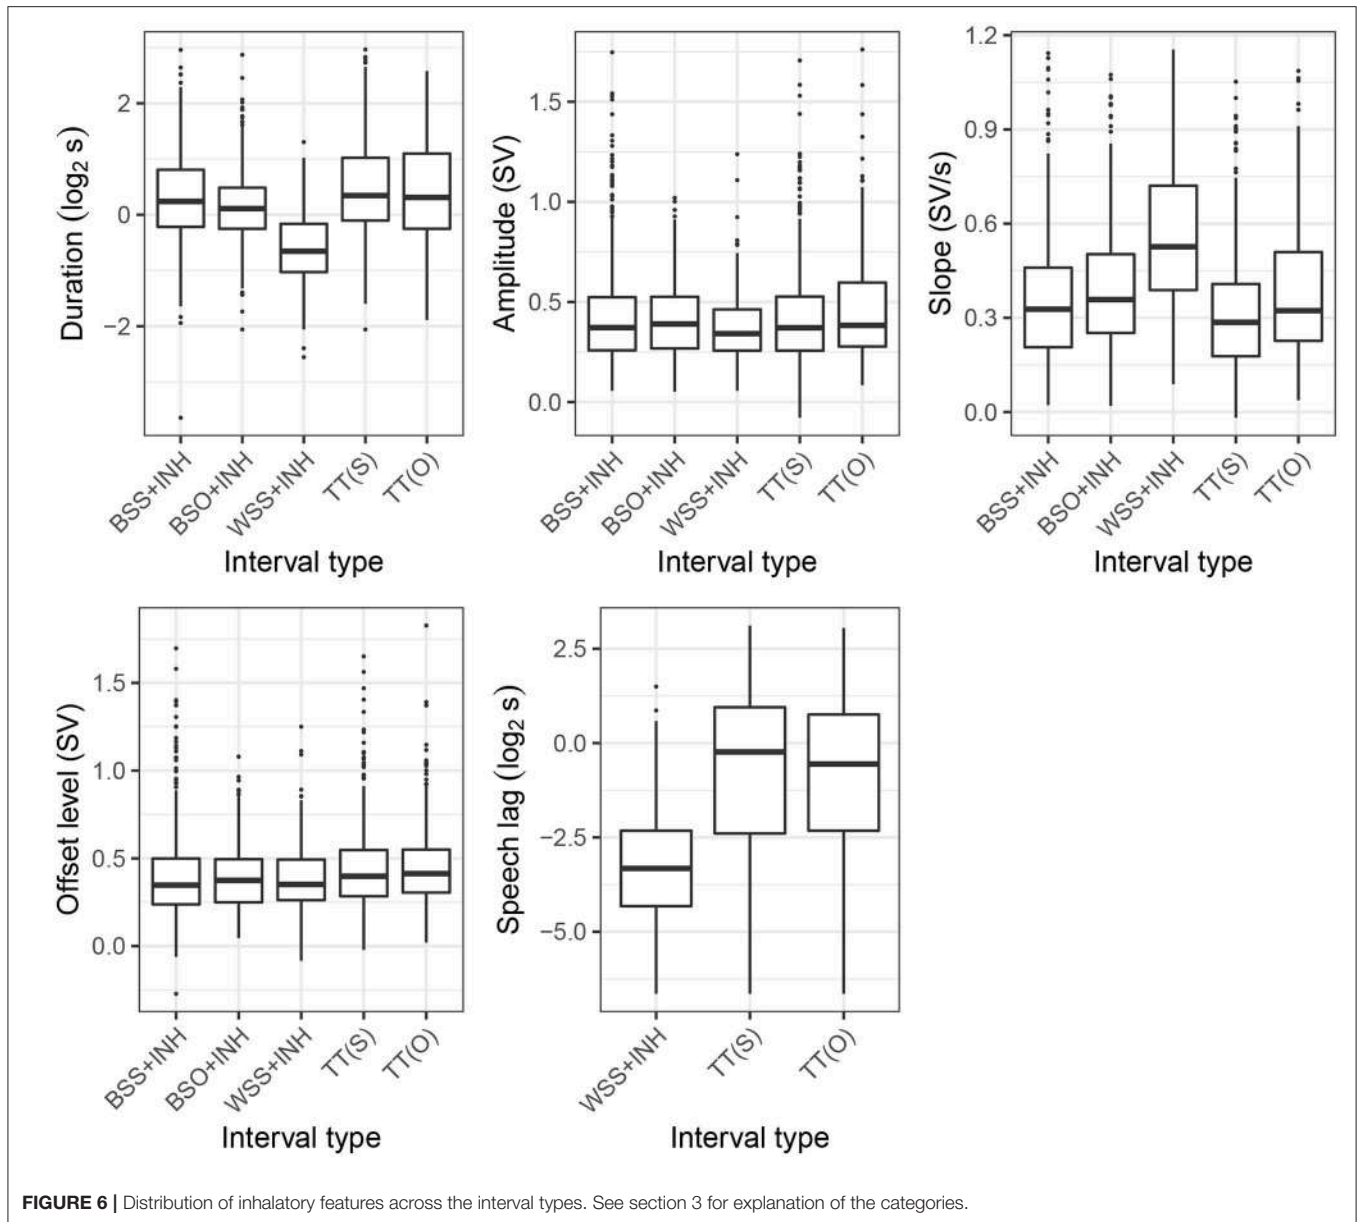 Duration (log₂ s)
2
0
−2
BSS+INH
BSO+INH
WSS+INH
TT(S)
TT(O)
Interval type
Amplitude (SV)
1.5
1.0
0.5
0.0
BSS+INH
BSO+INH
WSS+INH
TT(S)
TT(O)
Interval type
Slope (SV/s)
1.2
0.9
0.6
0.3
0.0
BSS+INH
BSO+INH
WSS+INH
TT(S)
TT(O)
Interval type
Offset level (SV)
1.5
1.0
0.5
0.0
BSS+INH
BSO+INH
WSS+INH
TT(S)
TT(O)
Interval type
Speech lag (log₂ s)
2.5
0.0
−2.5
−5.0
WSS+INH
TT(S)
TT(O)
Interval type
FIGURE 6 | Distribution of inhalatory features across the interval types. See section 3 for explanation of the categories.